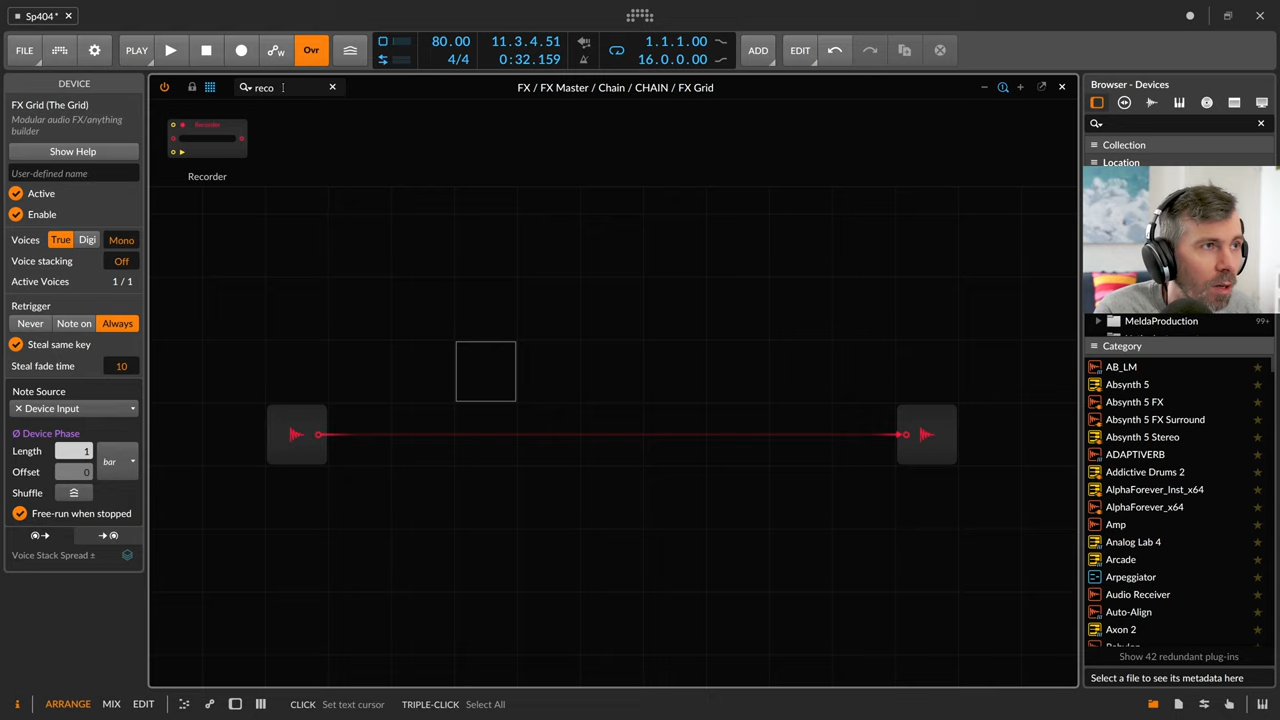 Sp404*
FILE
PLAY
Ovr
80.00
4/4
11.3.4.51
0:32.159
1.1.1.00
16.0.0.00
ADD
EDIT
DEVICE
FX Grid (The Grid)
Modular audio FX/anything
builder
Show Help
User-defined name
Active
Enable
Voices True Digi Mono
Voice stacking Off
Active Voices 1 / 1
Retrigger
Never Note on Always
Steal same key
Steal fade time 10
Note Source
✕ Device Input
Ø Device Phase
Length 1 bar
Offset 0
Shuffle
Free-run when stopped
Voice Stack Spread ±
reco
FX / FX Master / Chain / CHAIN / FX Grid
Recorder
Recorder
Browser - Devices
Collection
Location
MeldaProduction 99+
Category
AB_LM
Absynth 5
Absynth 5 FX
Absynth 5 FX Surround
Absynth 5 Stereo
ADAPTIVERB
Addictive Drums 2
AlphaForever_Inst_x64
AlphaForever_x64
Amp
Analog Lab 4
Arcade
Arpeggiator
Audio Receiver
Auto-Align
Axon 2
Show 42 redundant plug-ins
Select a file to see its metadata here
ARRANGE MIX EDIT
CLICK Set text cursor TRIPLE-CLICK Select All